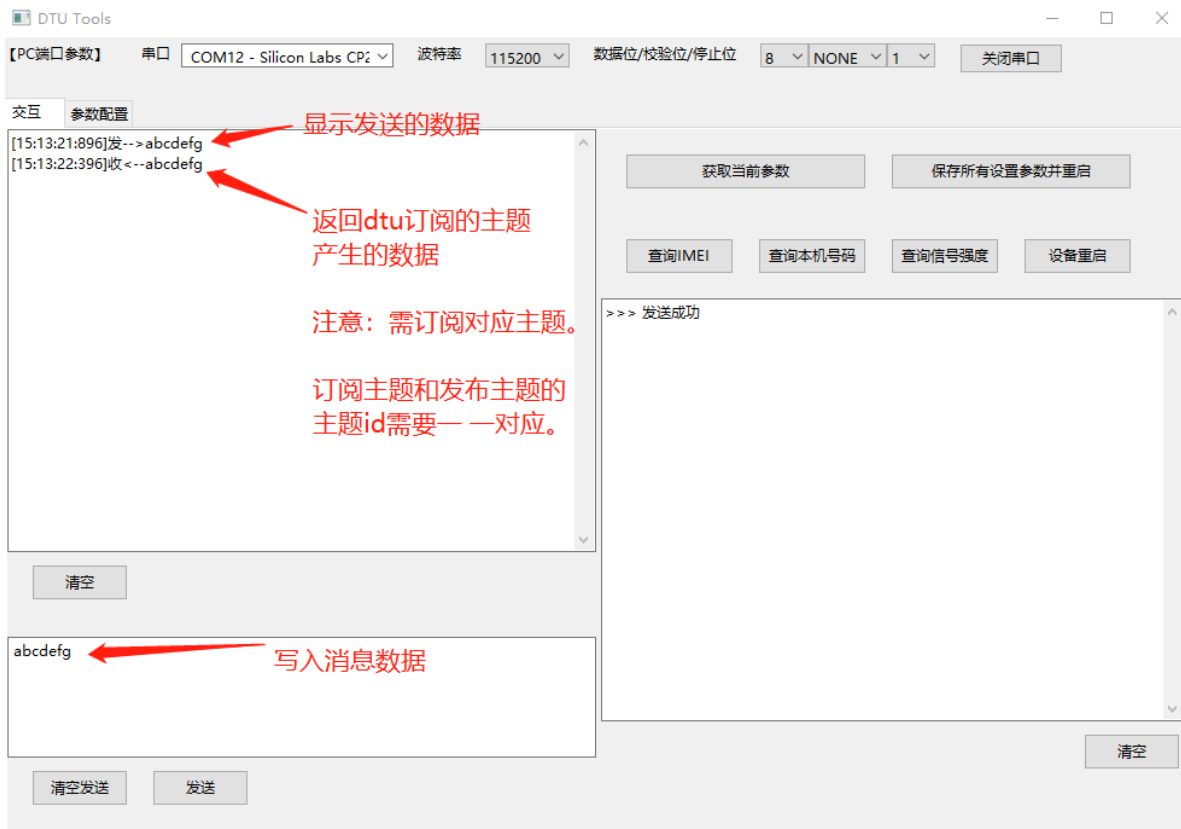 DTU Tools
【PC端口参数】 串口 COM12 - Silicon Labs CP2 波特率 115200 数据位/校验位/停止位 8 NONE 1 关闭串口
交互 参数配置
[15:13:21:896]发-->abcdefg
[15:13:22:396]收<--abcdefg
显示发送的数据
返回dtu订阅的主题
产生的数据
注意：需订阅对应主题。
订阅主题和发布主题的
主题id需要一 一对应。
获取当前参数 保存所有设置参数并重启
查询IMEI 查询本机号码 查询信号强度 设备重启
>>> 发送成功
清空
abcdefg
写入消息数据
清空
清空发送 发送